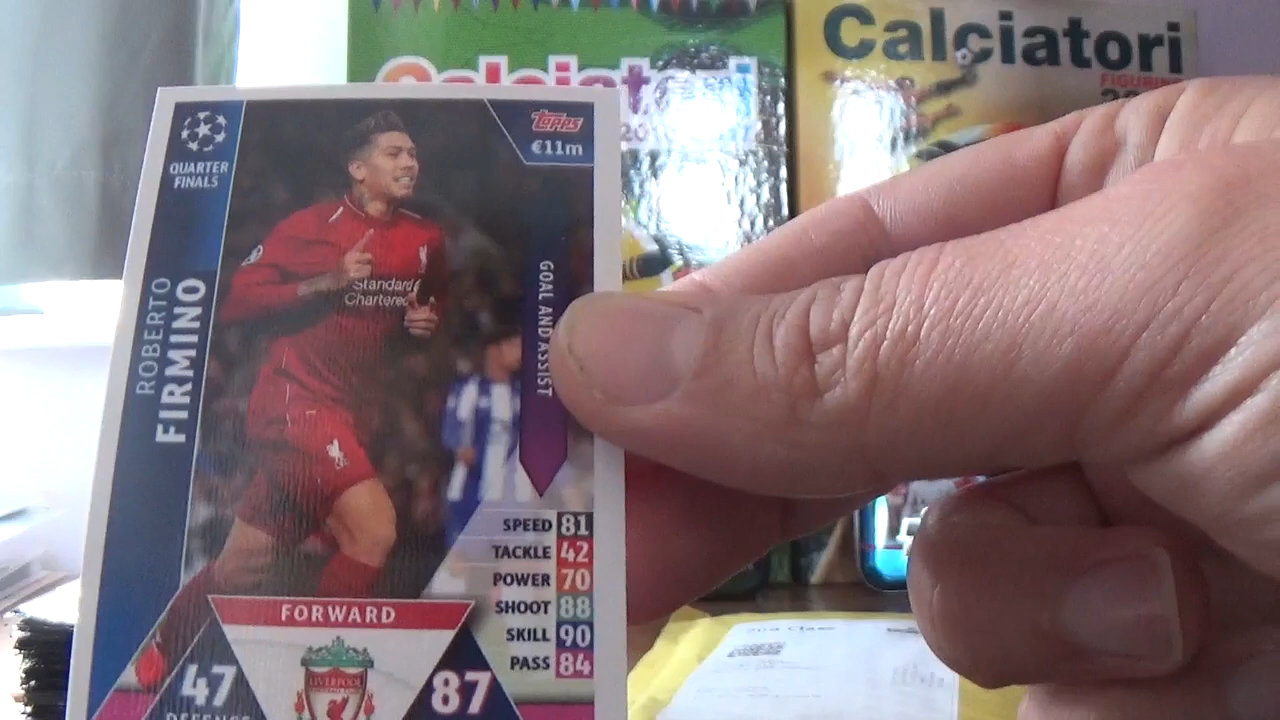 Calciatori
Calciatori
FIGURINE
20
QUARTER
FINALS
TOPPS
€11m
ROBERTO
FIRMINO
GOAL AND ASSIST
Standard
Chartered
SPEED 81
TACKLE 42
POWER 70
SHOOT 88
SKILL 90
PASS 84
FORWARD
LIVERPOOL
47
DEFENCE
87